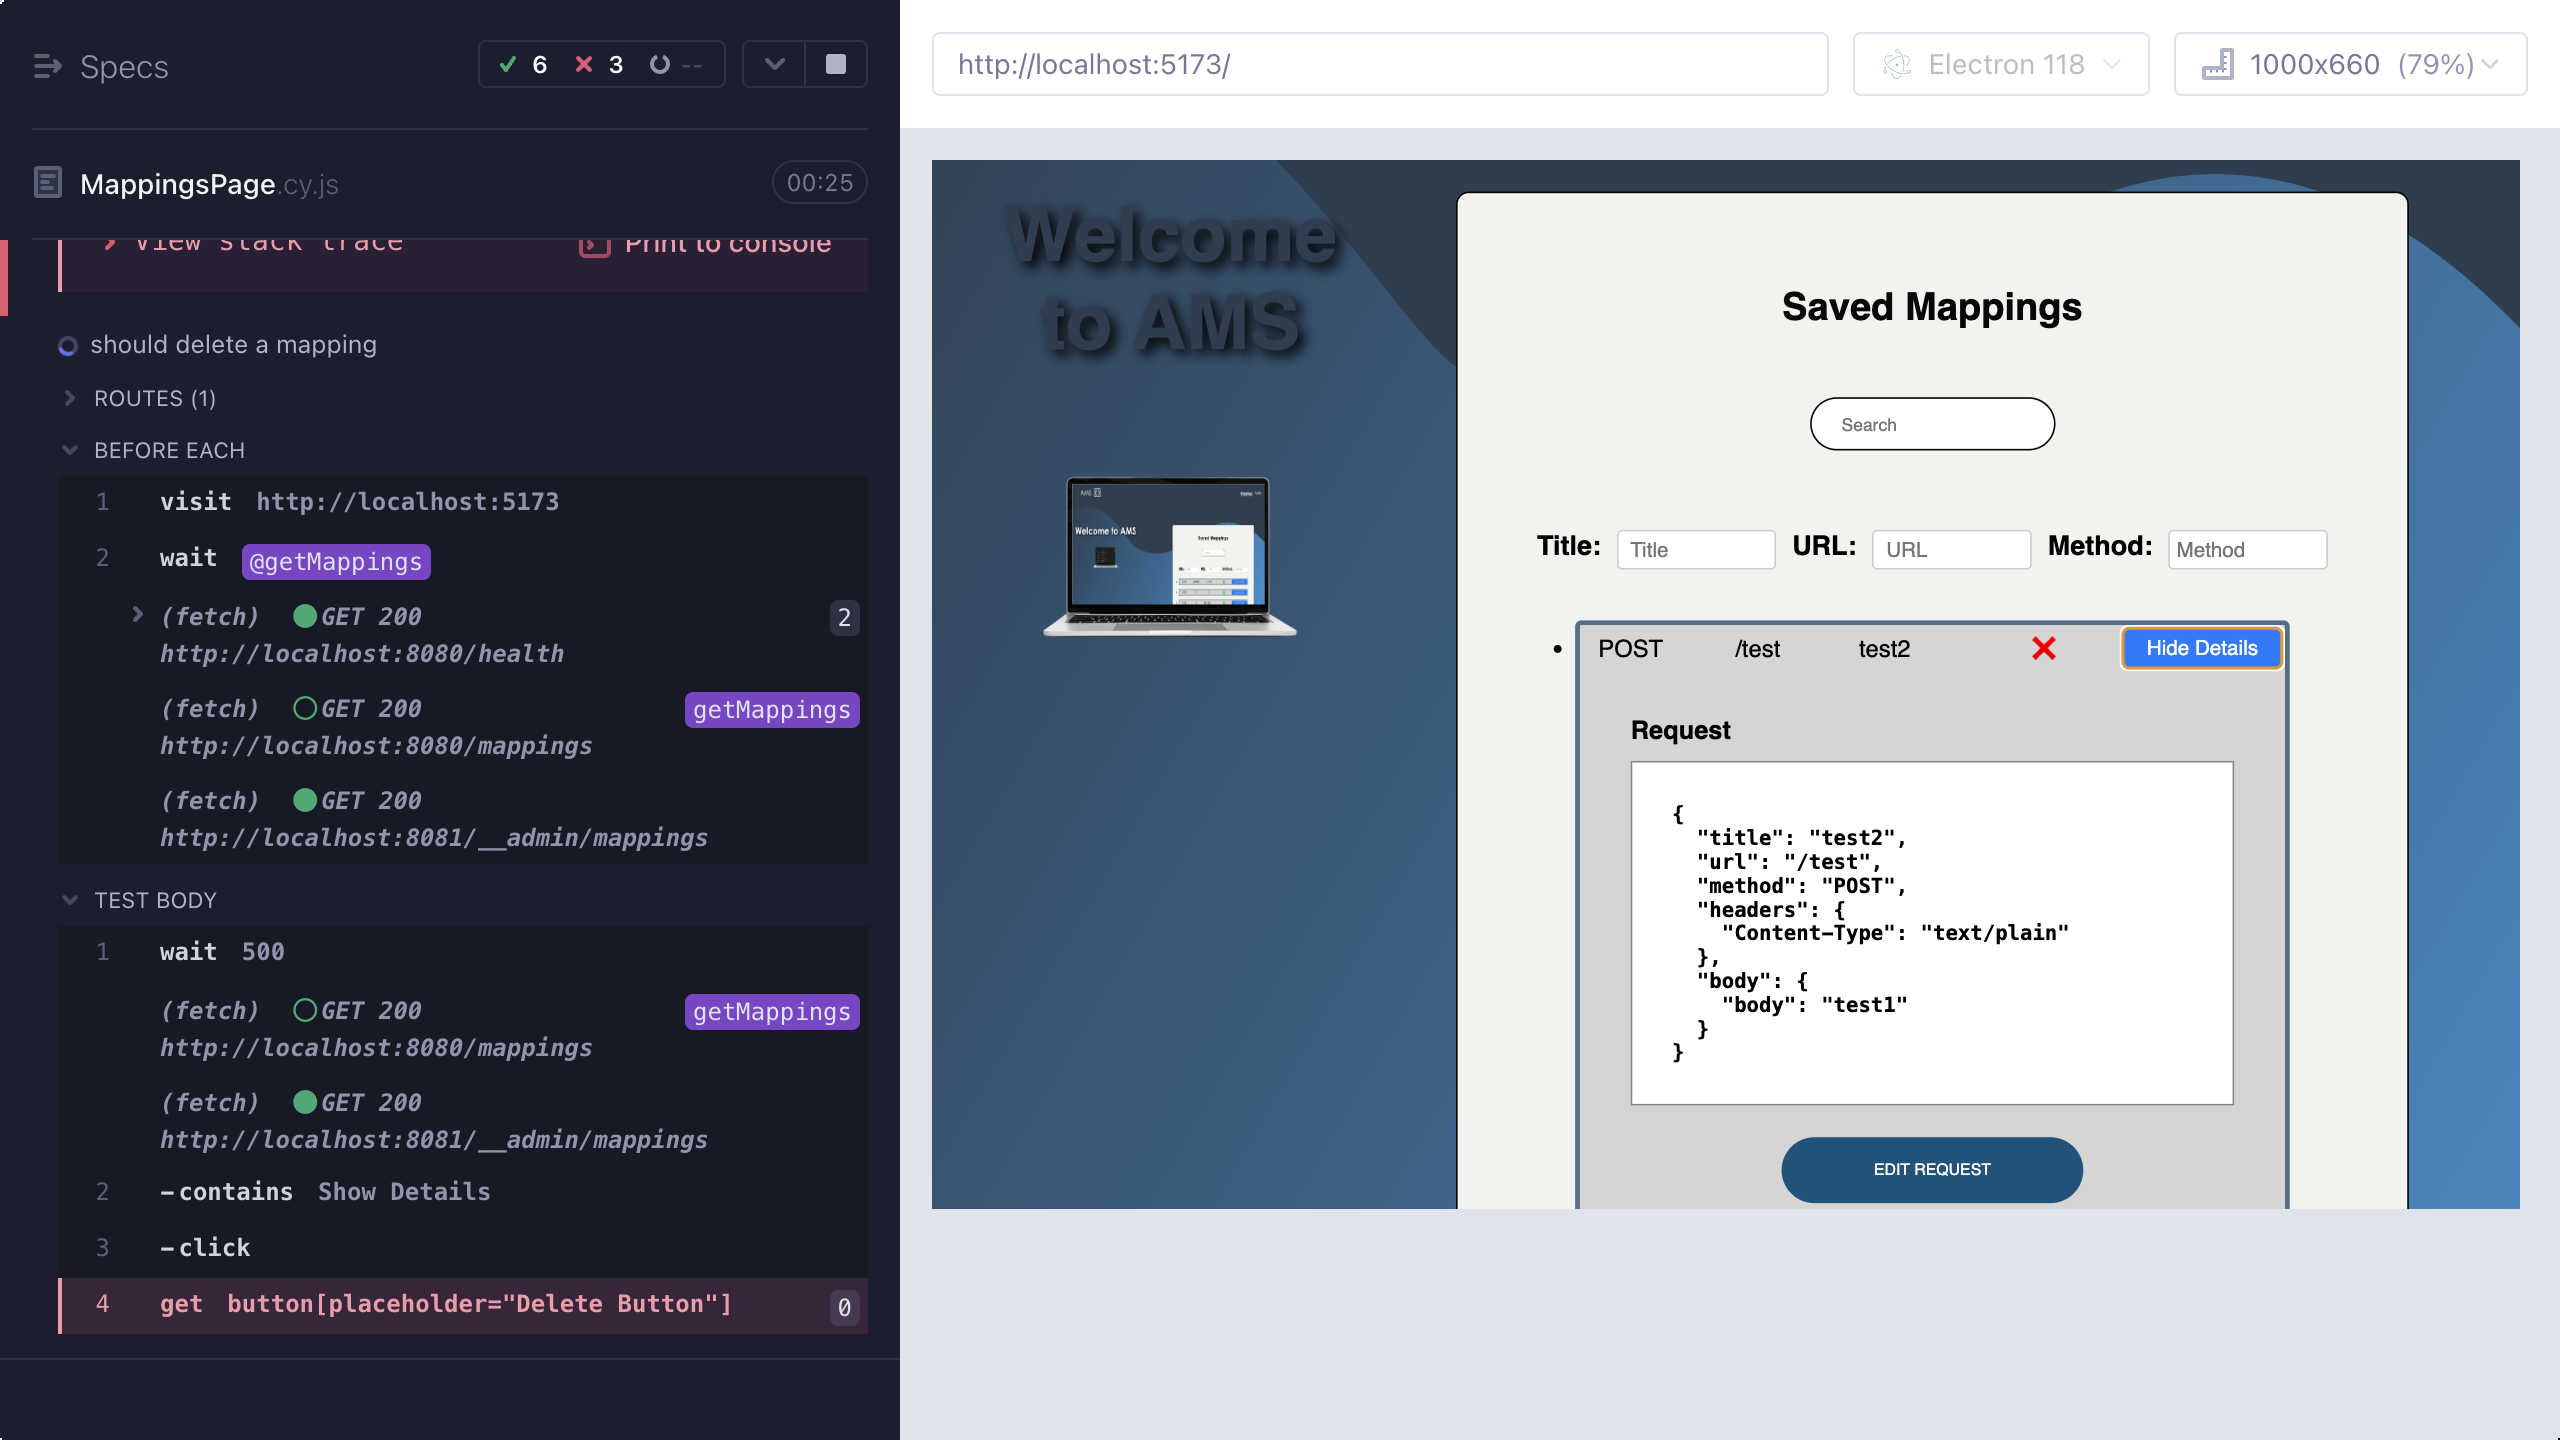 Specs
6 3 --
MappingsPage.cy.js
00:25
View stack trace
Print to console
should delete a mapping
ROUTES (1)
BEFORE EACH
1 visit http://localhost:5173
2 wait @getMappings
(fetch) GET 200 2
http://localhost:8080/health
(fetch) GET 200 getMappings
http://localhost:8080/mappings
(fetch) GET 200
http://localhost:8081/__admin/mappings
TEST BODY
1 wait 500
(fetch) GET 200 getMappings
http://localhost:8080/mappings
(fetch) GET 200
http://localhost:8081/__admin/mappings
2 -contains Show Details
3 -click
4 get button[placeholder="Delete Button"] 0
http://localhost:5173/
Electron 118
1000x660 (79%)
Welcome
to AMS
AMS
Welcome to AMS
Saved Mappings
Saved Mappings
Search
Title: Title URL: URL Method: Method
• POST /test test2 Hide Details
Request
{
"title": "test2",
"url": "/test",
"method": "POST",
"headers": {
"Content-Type": "text/plain"
},
"body": {
"body": "test1"
}
}
EDIT REQUEST